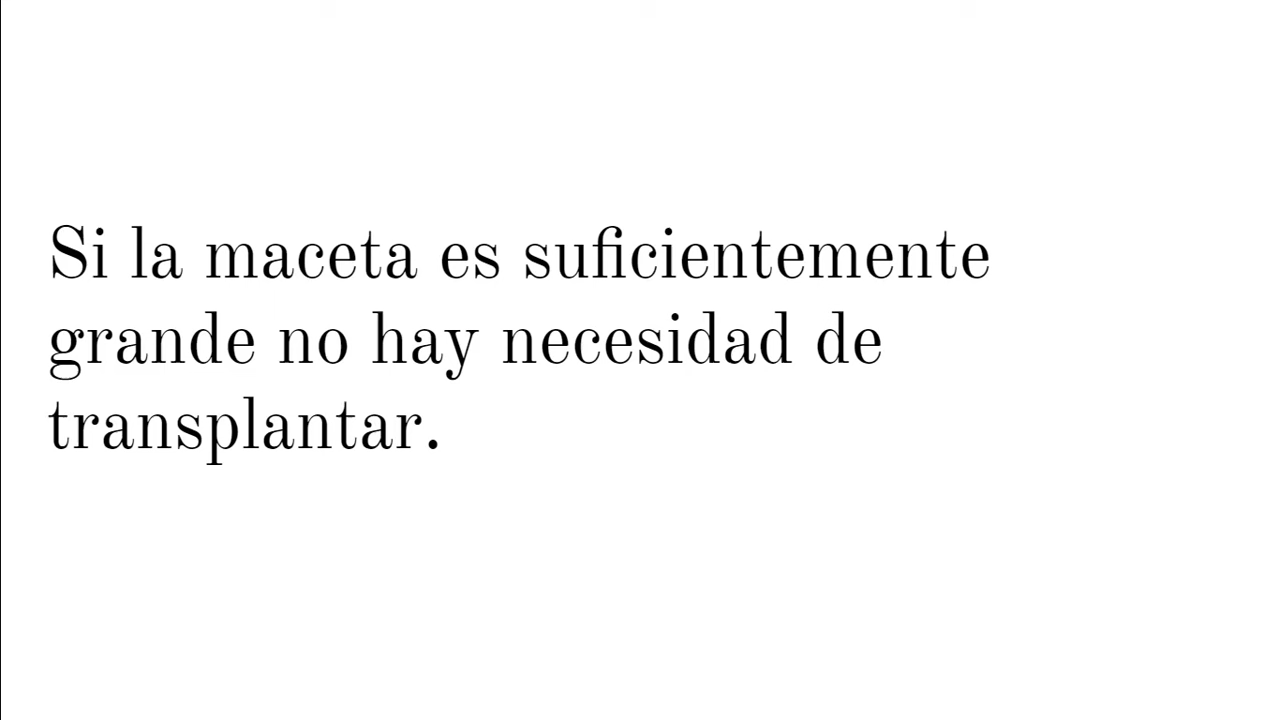 Si la maceta es suficientemente
grande no hay necesidad de
transplantar.